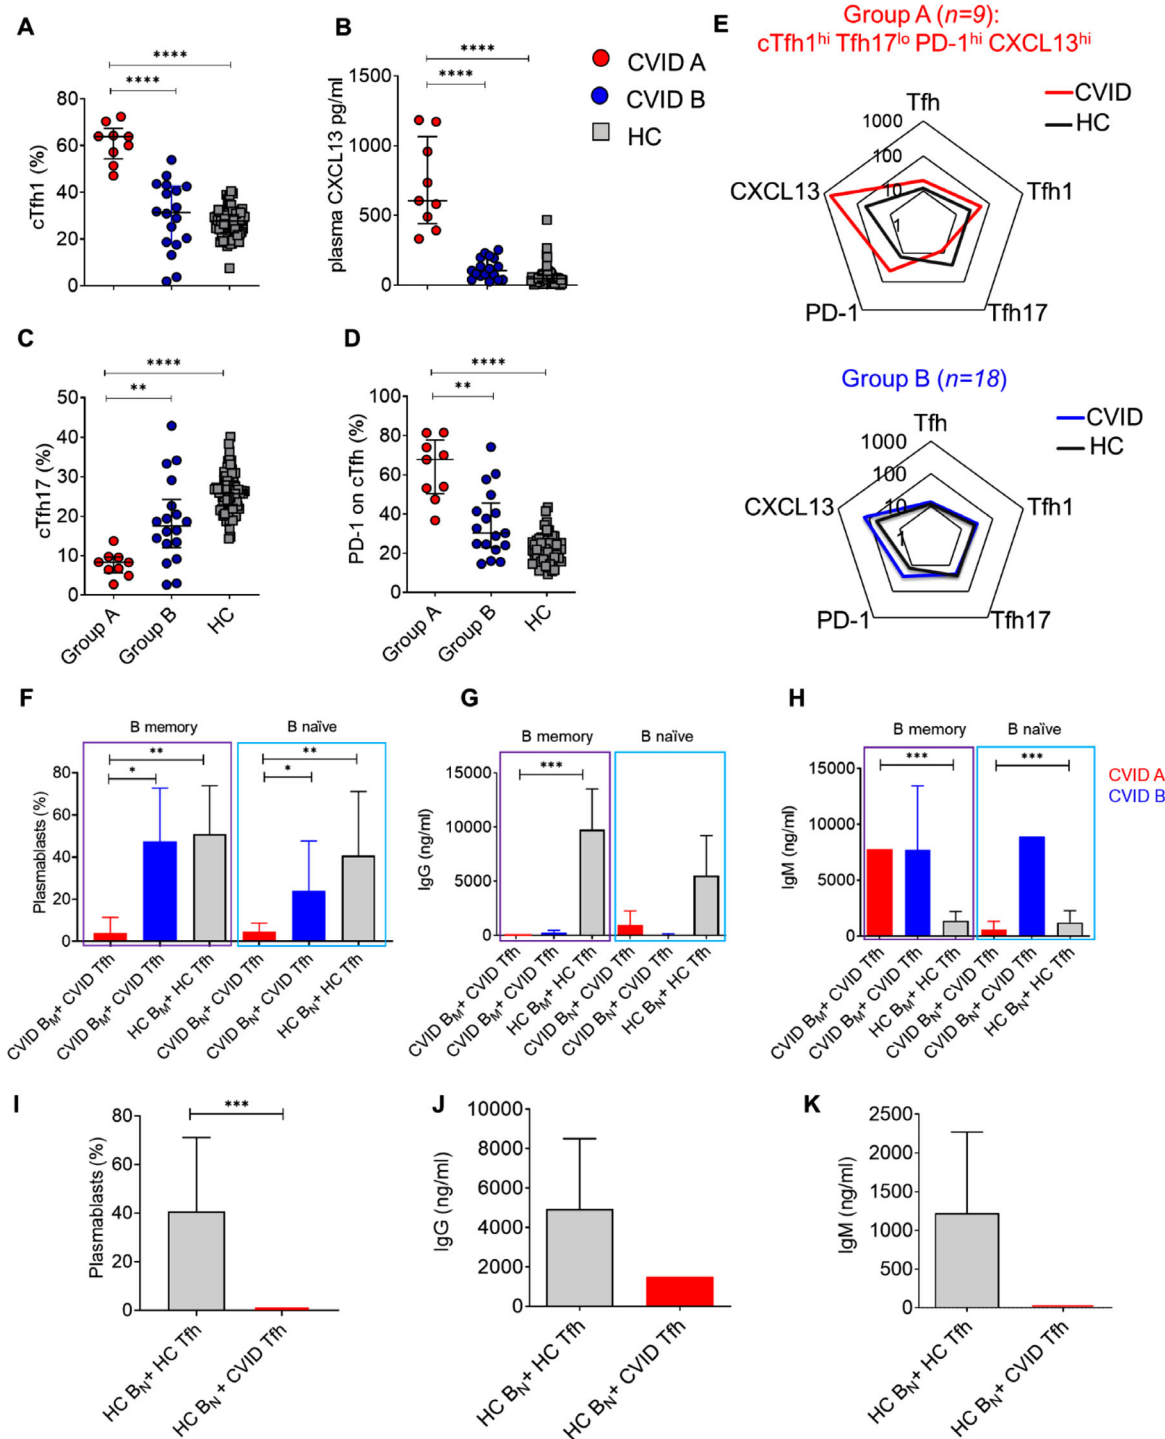 A
****
****
80
60
40
20
0
cTfh1 (%)
B
****
****
1500
1000
500
0
plasma CXCL13 pg/ml
CVID A
CVID B
HC
C
****
**
50
40
30
20
10
0
cTfh17 (%)
Group A
Group B
HC
D
****
**
100
80
60
40
20
0
PD-1 on cTfh (%)
Group A
Group B
HC
E
Group A (n=9):
cTfh1hi Tfh17lo PD-1hi CXCL13hi
CVID
HC
Tfh
1000
100
10
1
CXCL13
Tfh1
PD-1
Tfh17
Group B (n=18)
CVID
HC
Tfh
1000
100
10
1
CXCL13
Tfh1
PD-1
Tfh17
F
B memory
B naïve
**
*
**
*
80
60
40
20
0
Plasmablasts (%)
CVID BM+ CVID Tfh
CVID BM+ CVID Tfh
HC BM+ HC Tfh
CVID BN+ CVID Tfh
CVID BN+ CVID Tfh
HC BN+ HC Tfh
G
B memory
B naïve
***
15000
10000
5000
0
IgG (ng/ml)
CVID BM+ CVID Tfh
CVID BM+ CVID Tfh
HC BM+ HC Tfh
CVID BN+ CVID Tfh
CVID BN+ CVID Tfh
HC BN+ HC Tfh
H
B memory
B naïve
***
***
15000
10000
5000
0
IgM (ng/ml)
CVID A
CVID B
CVID BM+ CVID Tfh
CVID BM+ CVID Tfh
HC BM+ HC Tfh
CVID BN+ CVID Tfh
CVID BN+ CVID Tfh
HC BN+ HC Tfh
I
***
80
60
40
20
0
Plasmablasts (%)
HC BN+ HC Tfh
HC BN+ CVID Tfh
J
10000
8000
6000
4000
2000
0
IgG (ng/ml)
HC BN+ HC Tfh
HC BN+ CVID Tfh
K
2500
2000
1500
1000
500
0
IgM (ng/ml)
HC BN+ HC Tfh
HC BN+ CVID Tfh